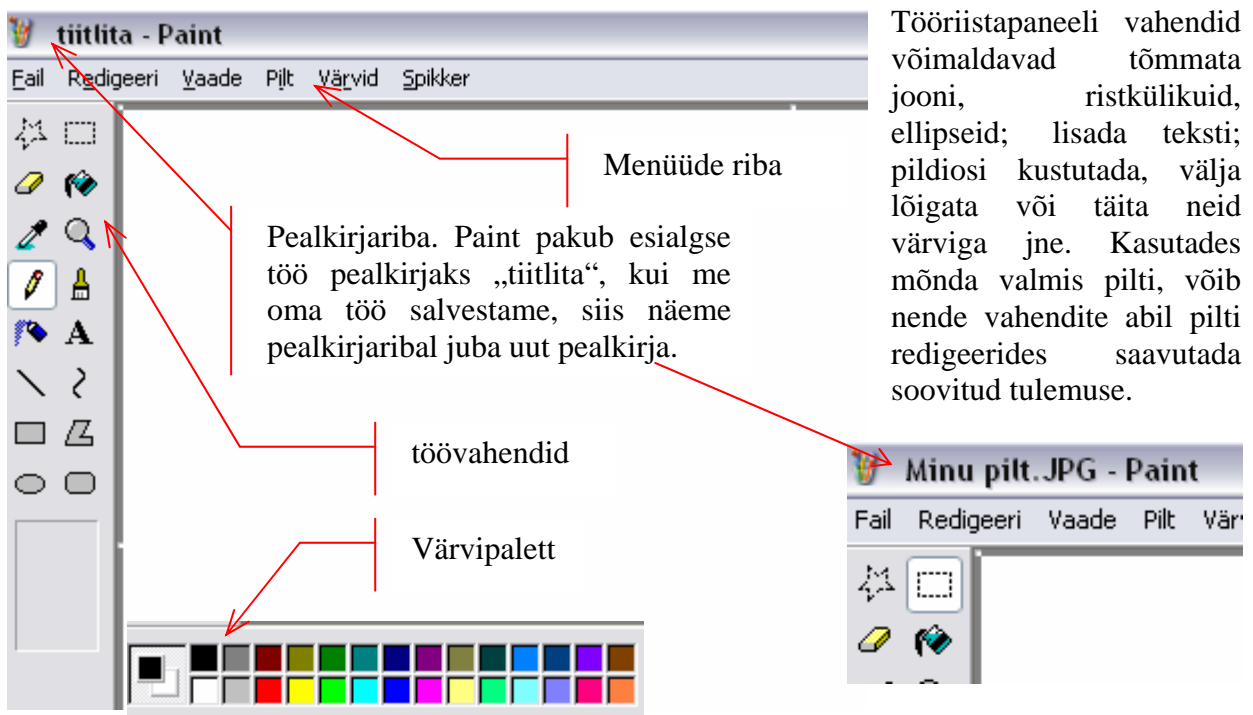 tiitlita - Paint
Fail Redigeeri Vaade Pilt Värvid Spikker
Menüüde riba
Pealkirjariba. Paint pakub esialgse
töö pealkirjaks „tiitlita“, kui me
oma töö salvestame, siis näeme
pealkirjaribal juba uut pealkirja.
A
töövahendid
Värvipalett
Tööriistapaneeli vahendid
võimaldavad tõmmata
jooni, ristkülikuid,
ellipseid; lisada teksti;
pildiosi kustutada, välja
lõigata või täita neid
värviga jne. Kasutades
mõnda valmis pilti, võib
nende vahendite abil pilti
redigeerides saavutada
soovitud tulemuse.
Minu pilt.JPG - Paint
Fail Redigeeri Vaade Pilt